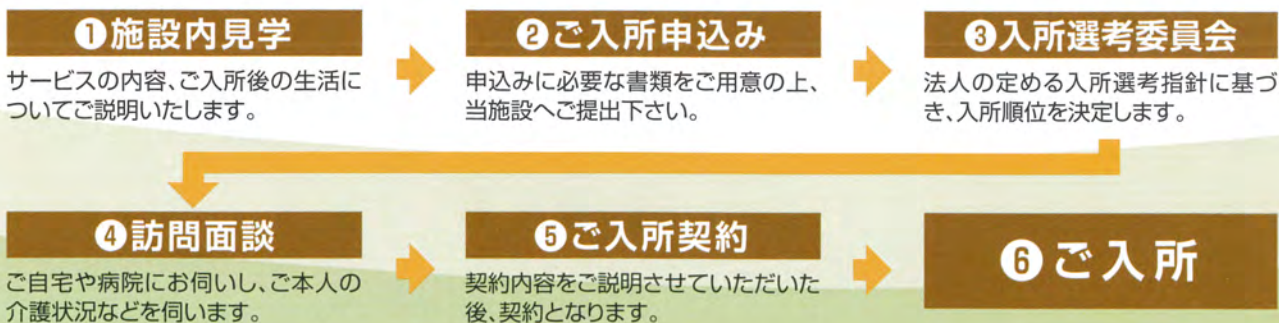 ❶施設内見学
サービスの内容、ご入所後の生活に
ついてご説明いたします。
❷ご入所申込み
申込みに必要な書類をご用意の上、
当施設へご提出下さい。
❸入所選考委員会
法人の定める入所選考指針に基づ
き、入所順位を決定します。
❹訪問面談
ご自宅や病院にお伺いし、ご本人の
介護状況などを伺います。
❺ご入所契約
契約内容をご説明させていただいた
後、契約となります。
❻ご入所